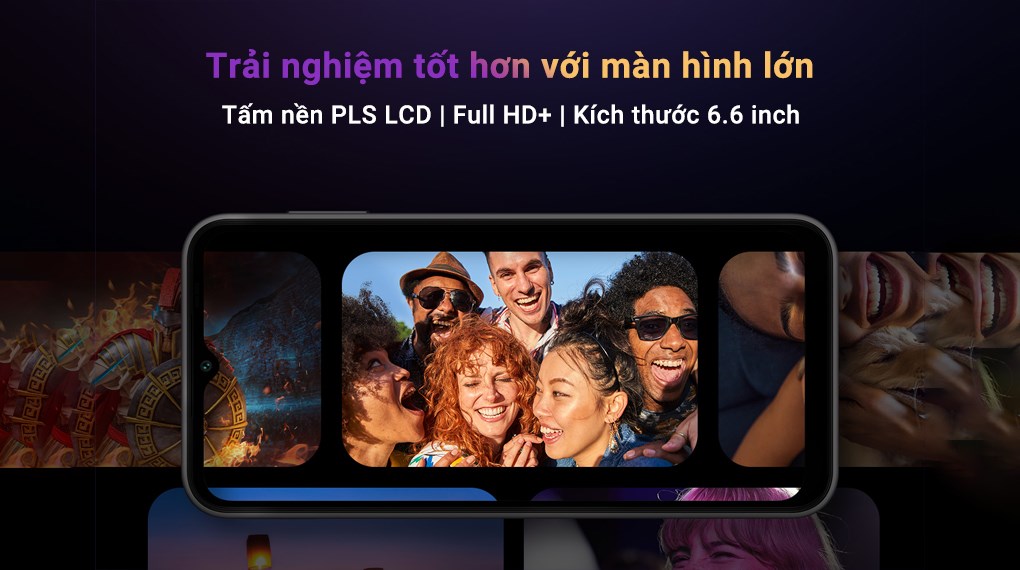 Trải nghiệm tốt hơn với màn hình lớn
Tấm nền PLS LCD | Full HD+ | Kích thước 6.6 inch